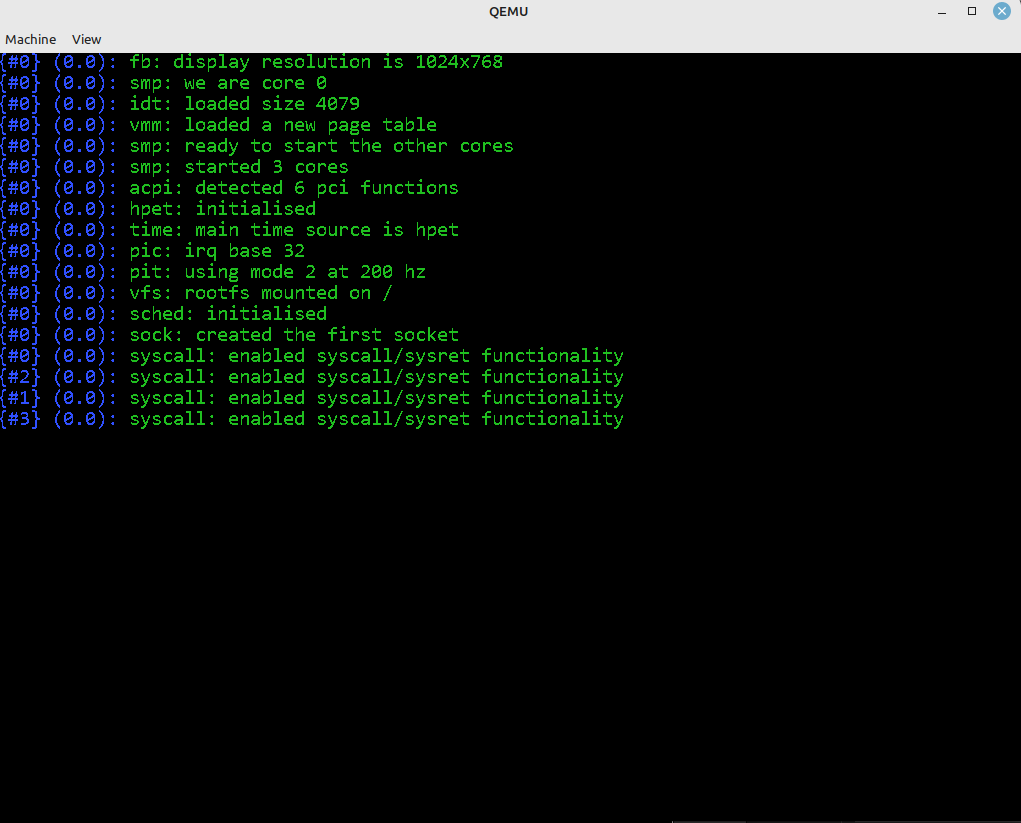 QEMU
Machine View
{#0} (0.0): fb: display resolution is 1024x768
{#0} (0.0): smp: we are core 0
{#0} (0.0): idt: loaded size 4079
{#0} (0.0): vmm: loaded a new page table
{#0} (0.0): smp: ready to start the other cores
{#0} (0.0): smp: started 3 cores
{#0} (0.0): acpi: detected 6 pci functions
{#0} (0.0): hpet: initialised
{#0} (0.0): time: main time source is hpet
{#0} (0.0): pic: irq base 32
{#0} (0.0): pit: using mode 2 at 200 hz
{#0} (0.0): vfs: rootfs mounted on /
{#0} (0.0): sched: initialised
{#0} (0.0): sock: created the first socket
{#0} (0.0): syscall: enabled syscall/sysret functionality
{#2} (0.0): syscall: enabled syscall/sysret functionality
{#1} (0.0): syscall: enabled syscall/sysret functionality
{#3} (0.0): syscall: enabled syscall/sysret functionality